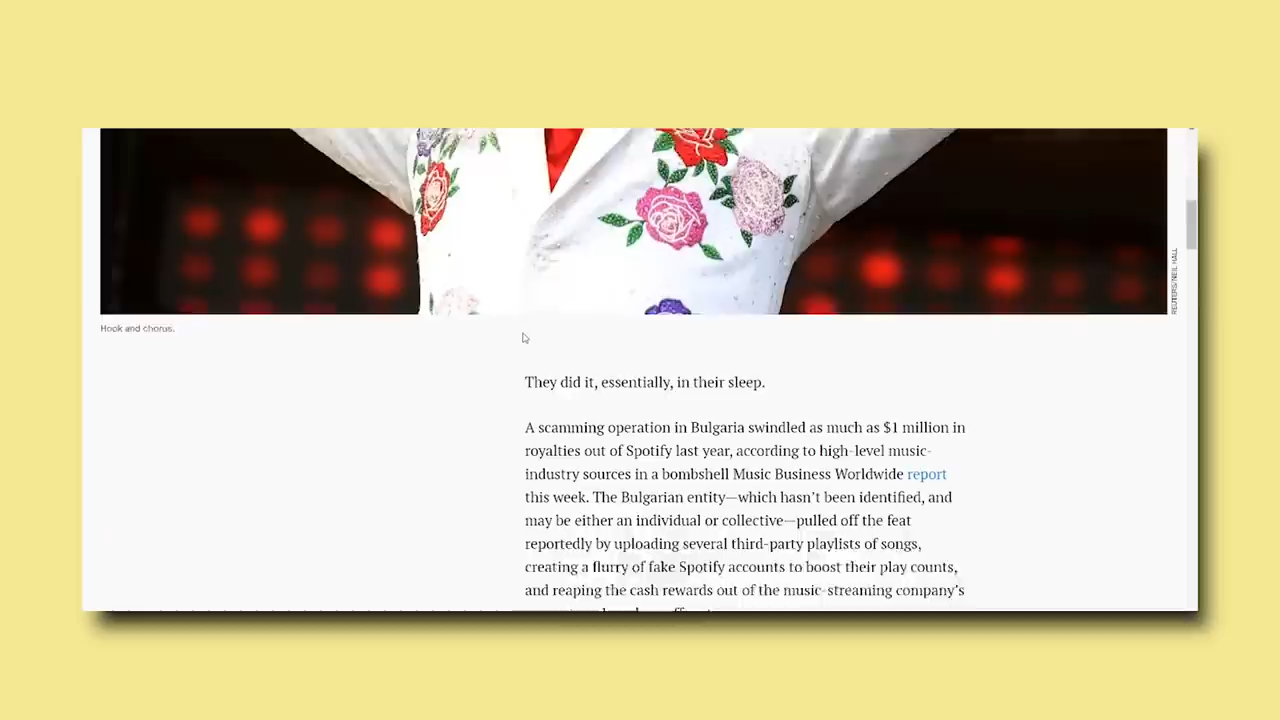 REUTERS/NEIL HALL
Hook and chorus.
They did it, essentially, in their sleep.
A scamming operation in Bulgaria swindled as much as $1 million in
royalties out of Spotify last year, according to high-level music-
industry sources in a bombshell Music Business Worldwide report
this week. The Bulgarian entity—which hasn’t been identified, and
may be either an individual or collective—pulled off the feat
reportedly by uploading several third-party playlists of songs,
creating a flurry of fake Spotify accounts to boost their play counts,
and reaping the cash rewards out of the music-streaming company’s